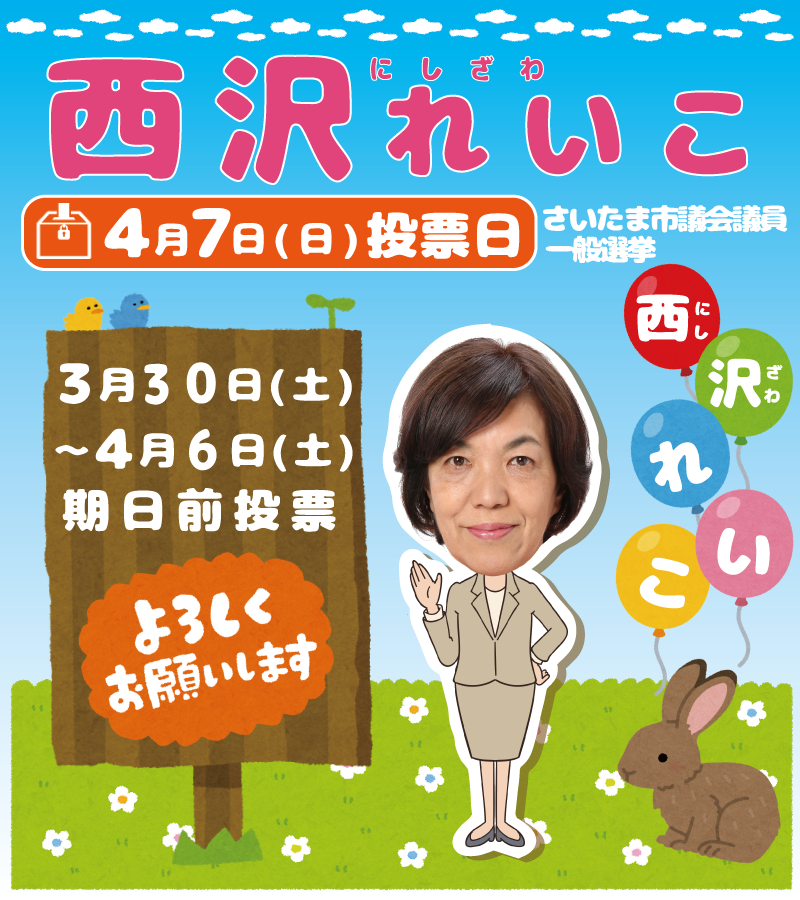 にしざわ
西沢れいこ
4月7日(日)投票日
さいたま市議会議員
一般選挙
3月30日(土)
～4月6日(土)
期日前投票
よろしく
お願いします
西にし
沢ざわ
れ
い
こ